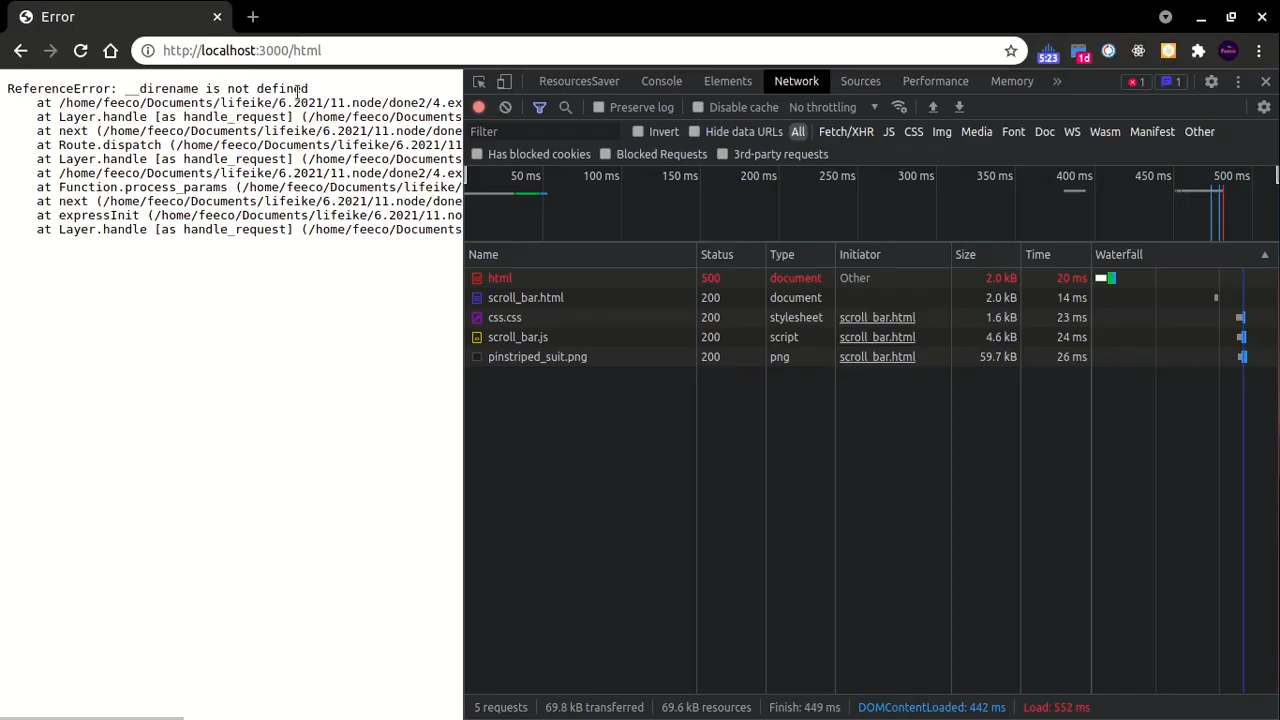 Error
http://localhost:3000/html
5:23
1d
ReferenceError: __direname is not defined
at /home/feeco/Documents/lifeike/6.2021/11.node/done2/4.ex
at Layer.handle [as handle_request] (/home/feeco/Documents
at next (/home/feeco/Documents/lifeike/6.2021/11.node/done
at Route.dispatch (/home/feeco/Documents/lifeike/6.2021/11
at Layer.handle [as handle_request] (/home/feeco/Documents
at /home/feeco/Documents/lifeike/6.2021/11.node/done2/4.ex
at Function.process_params (/home/feeco/Documents/lifeike/
at next (/home/feeco/Documents/lifeike/6.2021/11.node/done
at expressInit (/home/feeco/Documents/lifeike/6.2021/11.no
at Layer.handle [as handle_request] (/home/feeco/Documents
ResourcesSaver Console Elements Network Sources Performance Memory » 1 1
Preserve log Disable cache No throttling
Filter Invert Hide data URLs All Fetch/XHR JS CSS Img Media Font Doc WS Wasm Manifest Other
Has blocked cookies Blocked Requests 3rd-party requests
50 ms 100 ms 150 ms 200 ms 250 ms 300 ms 350 ms 400 ms 450 ms 500 ms
Name Status Type Initiator Size Time Waterfall
html 500 document Other 2.0 kB 20 ms
scroll_bar.html 200 document 2.0 kB 14 ms
css.css 200 stylesheet scroll_bar.html 1.6 kB 23 ms
scroll_bar.js 200 script scroll_bar.html 4.6 kB 24 ms
pinstriped_suit.png 200 png scroll_bar.html 59.7 kB 26 ms
5 requests 69.8 kB transferred 69.6 kB resources Finish: 449 ms DOMContentLoaded: 442 ms Load: 552 ms